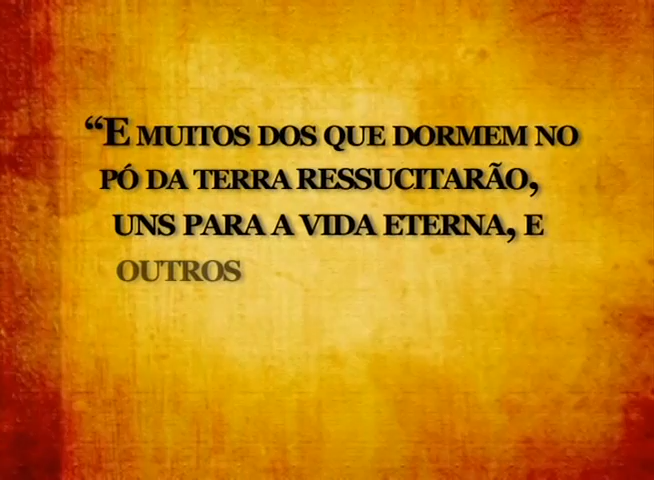 “E MUITOS DOS QUE DORMEM NO
PÓ DA TERRA RESSUCITARÃO,
UNS PARA A VIDA ETERNA, E
OUTROS